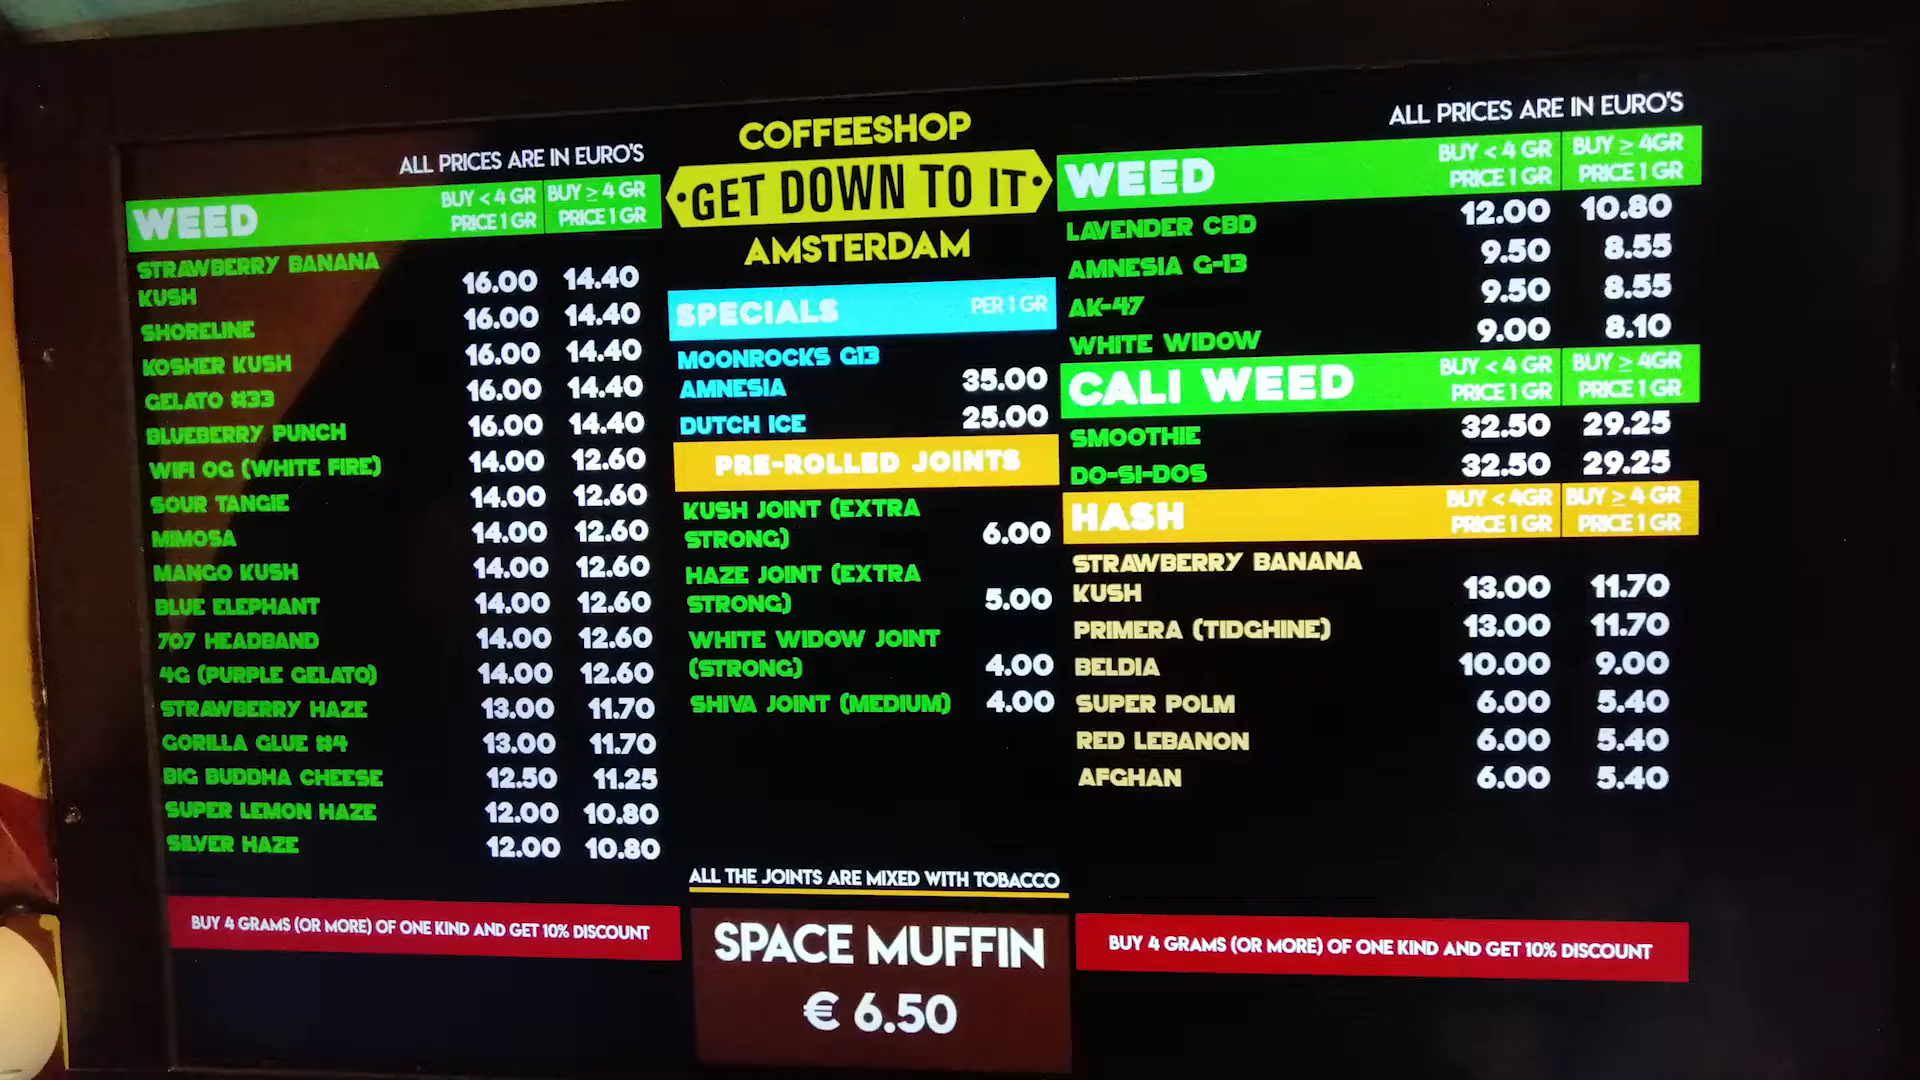 ALL PRICES ARE IN EURO'S
WEED
BUY < 4 GR BUY ≥ 4 GR
PRICE 1 GR PRICE 1 GR
STRAWBERRY BANANA
KUSH 16.00 14.40
SHORELINE 16.00 14.40
KOSHER KUSH 16.00 14.40
GELATO #33 16.00 14.40
BLUEBERRY PUNCH 16.00 14.40
WIFI OG (WHITE FIRE) 14.00 12.60
SOUR TANGIE 14.00 12.60
MIMOSA 14.00 12.60
MANGO KUSH 14.00 12.60
BLUE ELEPHANT 14.00 12.60
707 HEADBAND 14.00 12.60
4G (PURPLE GELATO) 14.00 12.60
STRAWBERRY HAZE 13.00 11.70
GORILLA GLUE #4 13.00 11.70
BIG BUDDHA CHEESE 12.50 11.25
SUPER LEMON HAZE 12.00 10.80
SILVER HAZE 12.00 10.80
BUY 4 GRAMS (OR MORE) OF ONE KIND AND GET 10% DISCOUNT
COFFEESHOP
•GET DOWN TO IT•
AMSTERDAM
SPECIALS PER 1 GR
MOONROCKS G13
AMNESIA 35.00
DUTCH ICE 25.00
PRE-ROLLED JOINTS
KUSH JOINT (EXTRA
STRONG) 6.00
HAZE JOINT (EXTRA
STRONG) 5.00
WHITE WIDOW JOINT
(STRONG) 4.00
SHIVA JOINT (MEDIUM) 4.00
ALL THE JOINTS ARE MIXED WITH TOBACCO
SPACE MUFFIN
€ 6.50
ALL PRICES ARE IN EURO'S
WEED
BUY < 4 GR BUY ≥ 4GR
PRICE 1 GR PRICE 1 GR
LAVENDER CBD 12.00 10.80
AMNESIA G-13 9.50 8.55
AK-47 9.50 8.55
WHITE WIDOW 9.00 8.10
CALI WEED
BUY < 4 GR BUY ≥ 4GR
PRICE 1 GR PRICE 1 GR
SMOOTHIE 32.50 29.25
DO-SI-DOS 32.50 29.25
HASH
BUY < 4GR BUY ≥ 4 GR
PRICE 1 GR PRICE 1 GR
STRAWBERRY BANANA
KUSH 13.00 11.70
PRIMERA (TIDGHINE) 13.00 11.70
BELDIA 10.00 9.00
SUPER POLM 6.00 5.40
RED LEBANON 6.00 5.40
AFGHAN 6.00 5.40
BUY 4 GRAMS (OR MORE) OF ONE KIND AND GET 10% DISCOUNT